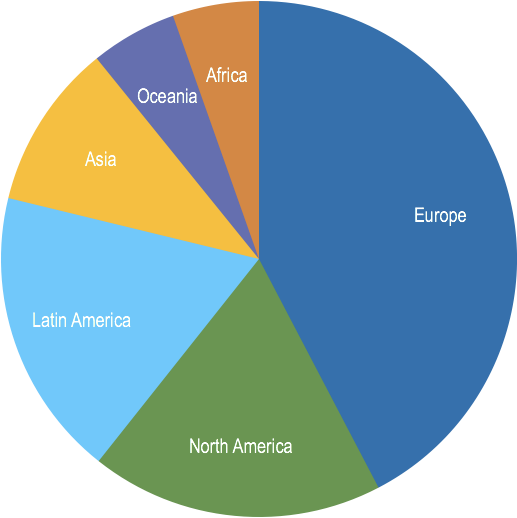 Africa
Oceania
Asia
Europe
Latin America
North America